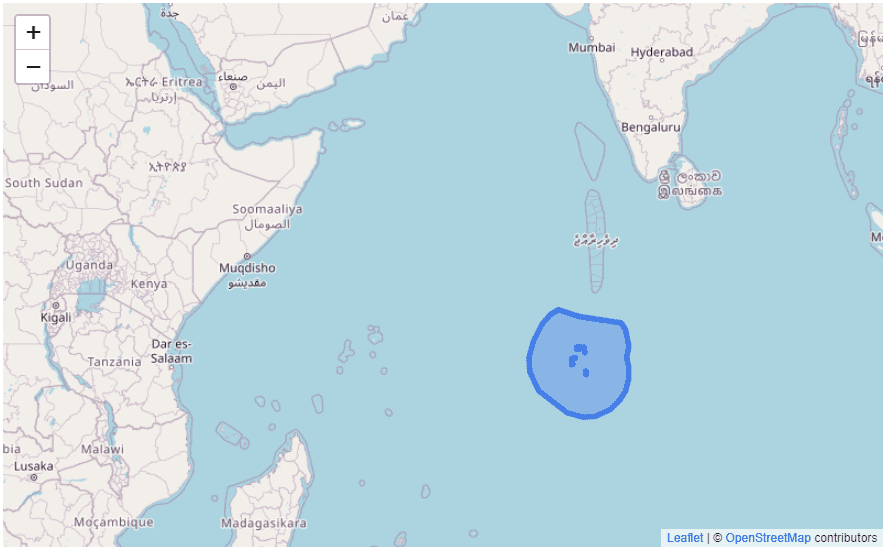 +
−
جدة
عمان
Mumbai
Hyderabad
السودان
ኤርትራ Eritrea
إرتريا
صنعاء
اليمن
Bengaluru
ኢትዮጵያ
South Sudan
ශ්‍රී ලංකාව
இலங்கை
Soomaaliya
الصومال
ދިވެހިރާއްޖެ
Uganda
Muqdisho
مقديشو
Kenya
Kigali
Dar es-
Salaam
Tanzania
Malawi
Lusaka
Moçambique
Madagasikara
Leaflet | © OpenStreetMap contributors